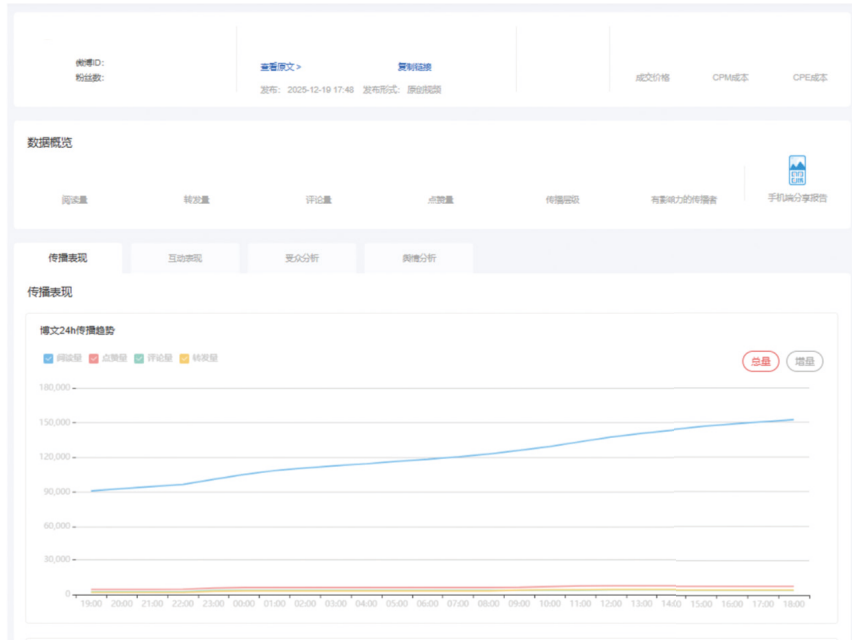 微博ID:
粉丝数:
查看原文 > 复制链接
发布: 2025-12-19 17:48 发布形式: 原创视频
成交价格 CPM成本 CPE成本
数据概览
阅读量 转发量 评论量 点赞量 传播层级 有影响力的传播者 手机端分享报告
传播表现 互动表现 受众分析 舆情分析
传播表现
博文24h传播趋势
阅读量 点赞量 评论量 转发量
总量 增量
180,000
150,000
120,000
90,000
60,000
30,000
0
19:00 20:00 21:00 22:00 23:00 00:00 01:00 02:00 03:00 04:00 05:00 06:00 07:00 08:00 09:00 10:00 11:00 12:00 13:00 14:00 15:00 16:00 17:00 18:00